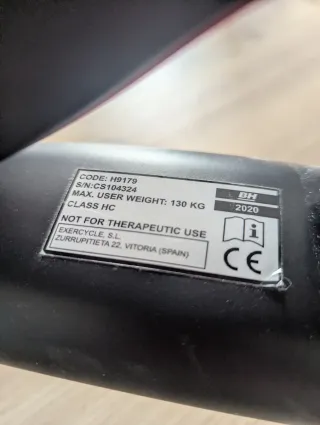 CODE: H9179
S/N:CS104324
MAX. USER WEIGHT: 130 KG
CLASS HC
NOT FOR THERAPEUTIC USE
EXERCYCLE, S.L.
ZURRUPITIETA 22, VITORIA (SPAIN)
BH
2020
i
CE